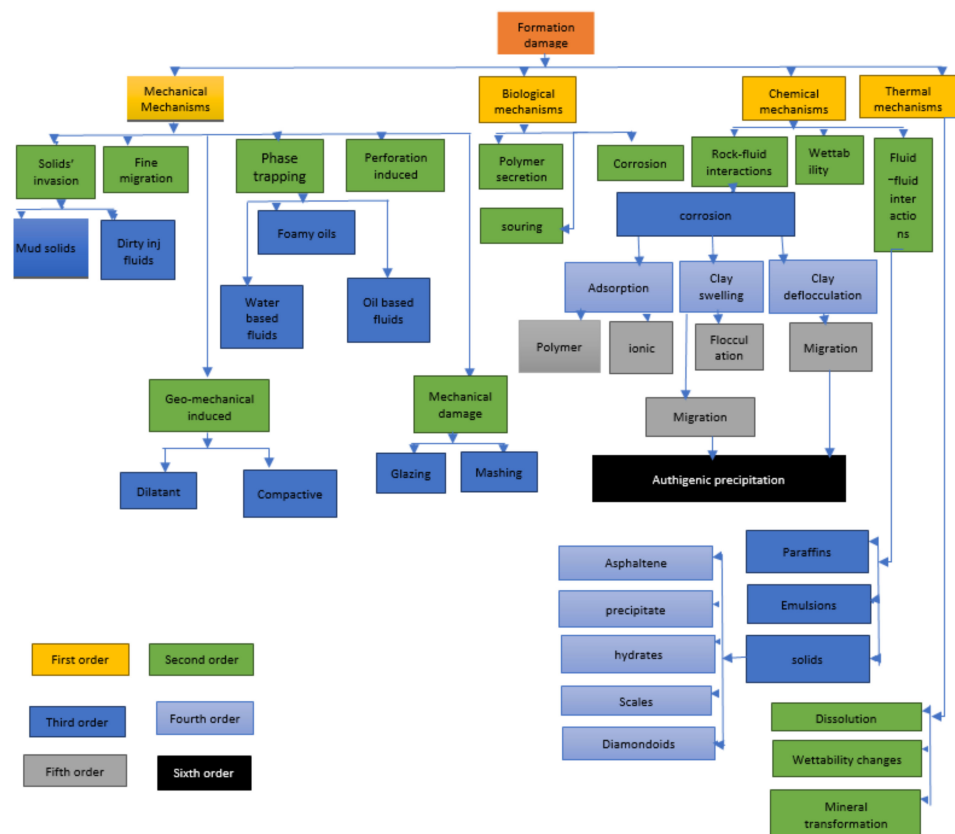 Formation
damage
Mechanical
Mechanisms
Biological
mechanisms
Chemical
mechanisms
Thermal
mechanisms
Solids'
invasion
Fine
migration
Phase
trapping
Perforation
induced
Polymer
secretion
Corrosion
Rock-fluid
interactions
Wettab
ility
Fluid
-fluid
inter
actio
ns
souring
corrosion
Mud solids
Dirty inj
fluids
Foamy oils
Water
based
fluids
Oil based
fluids
Adsorption
Clay
swelling
Clay
deflocculation
Polymer
ionic
Floccul
ation
Migration
Geo-mechanical
induced
Mechanical
damage
Migration
Dilatant
Compactive
Glazing
Mashing
Authigenic precipitation
Asphaltene
Paraffins
precipitate
Emulsions
hydrates
solids
Scales
Diamondoids
Dissolution
Wettability changes
Mineral
transformation
First order
Second order
Third order
Fourth order
Fifth order
Sixth order